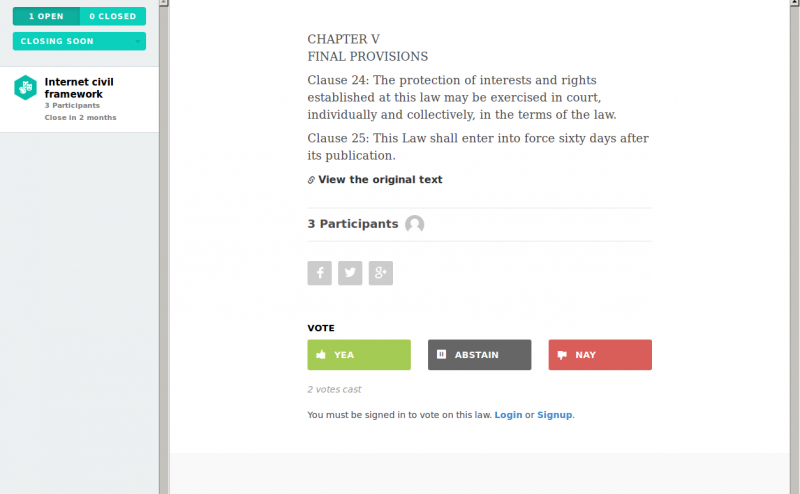 1 OPEN 0 CLOSED
CLOSING SOON
Internet civil
framework
3 Participants
Close in 2 months
CHAPTER V
FINAL PROVISIONS
Clause 24: The protection of interests and rights
established at this law may be exercised in court,
individually and collectively, in the terms of the law.
Clause 25: This Law shall enter into force sixty days after
its publication.
View the original text
3 Participants
VOTE
YEA ABSTAIN NAY
2 votes cast
You must be signed in to vote on this law. Login or Signup.